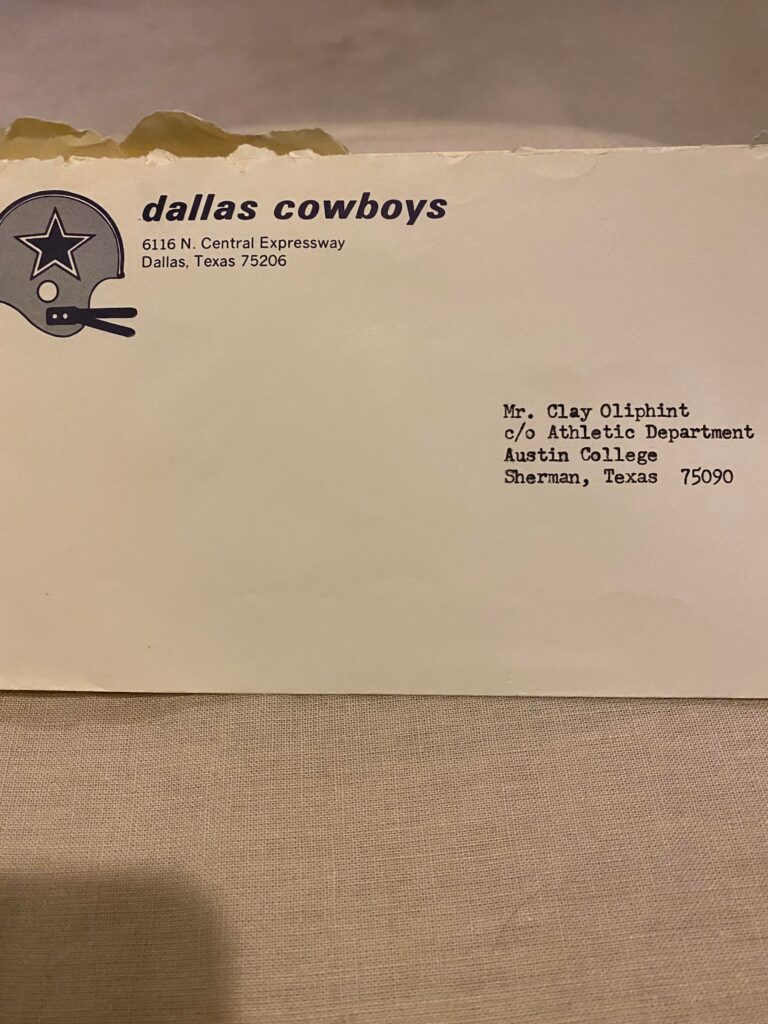 dallas cowboys
6116 N. Central Expressway
Dallas, Texas 75206
Mr. Clay Oliphint
c/o Athletic Department
Austin College
Sherman, Texas 75090